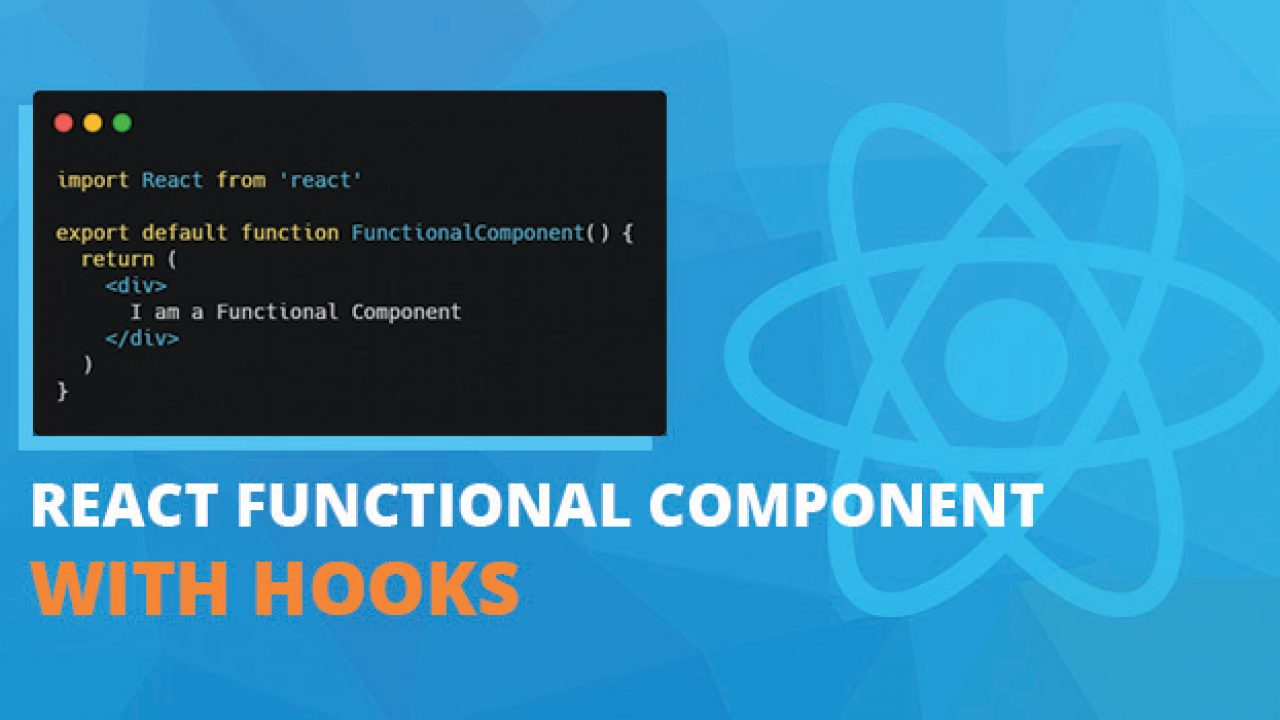 import React from 'react'
export default function FunctionalComponent() {
return (
<div>
I am a Functional Component
</div>
)
}
REACT FUNCTIONAL COMPONENT
WITH HOOKS